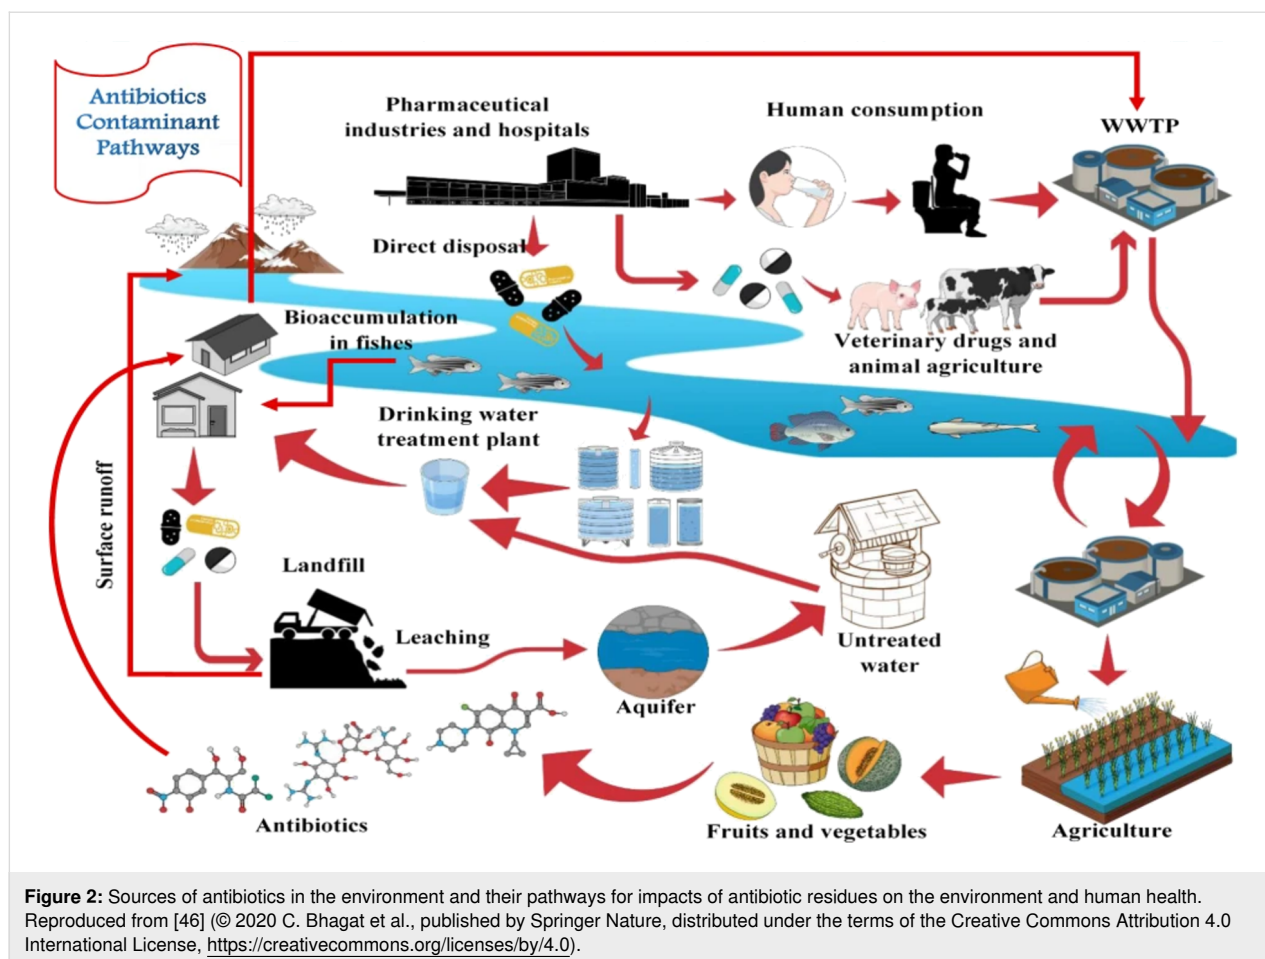 Antibiotics
Contaminant
Pathways
Pharmaceutical
industries and hospitals
Human consumption
WWTP
Direct disposal
Bioaccumulation
in fishes
Veterinary drugs and
animal agriculture
Drinking water
treatment plant
Surface runoff
Landfill
Leaching
Aquifer
Untreated
water
Antibiotics
Fruits and vegetables
Agriculture
Figure 2: Sources of antibiotics in the environment and their pathways for impacts of antibiotic residues on the environment and human health.
Reproduced from [46] (© 2020 C. Bhagat et al., published by Springer Nature, distributed under the terms of the Creative Commons Attribution 4.0
International License, https://creativecommons.org/licenses/by/4.0).